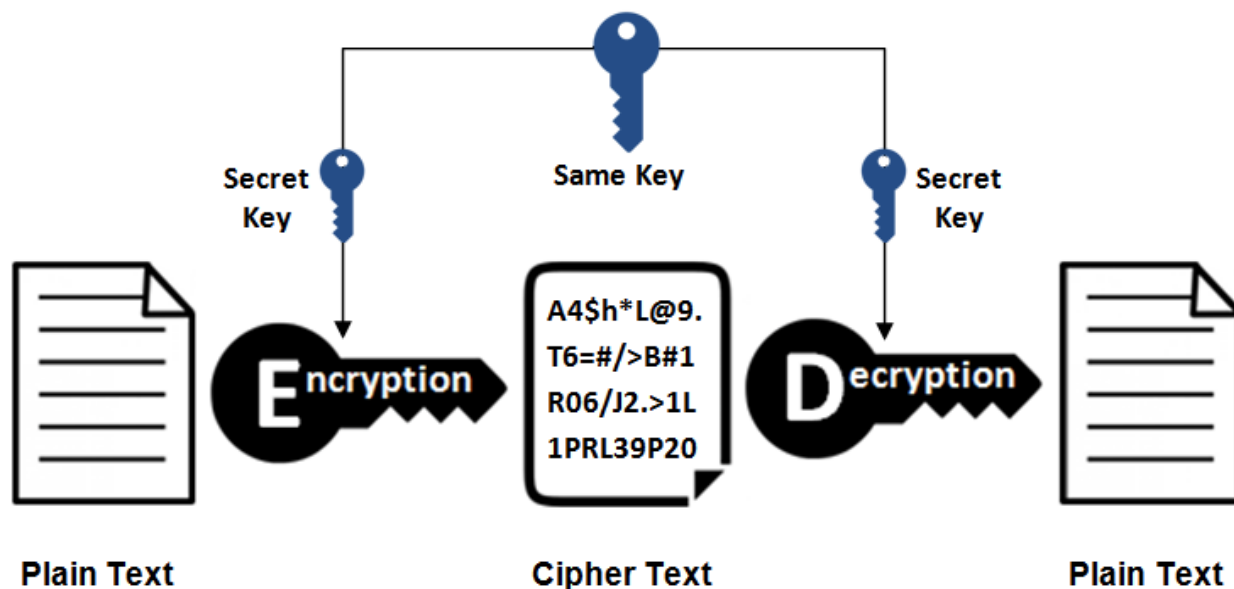 Secret
Key
Same Key
Secret
Key
Encryption
A4$h*L@9.
T6=#/>B#1
R06/J2.>1L
1PRL39P20
Decryption
Plain Text
Cipher Text
Plain Text